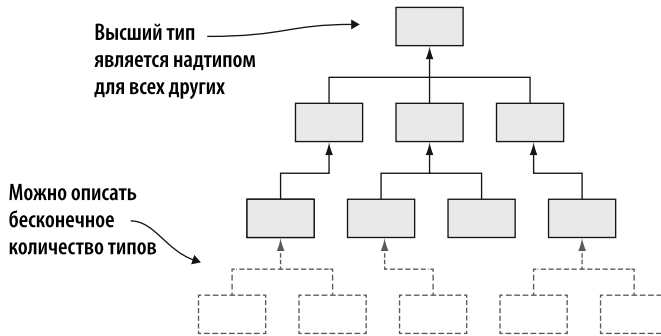 Высший тип
является надтипом
для всех других
Можно описать
бесконечное
количество типов